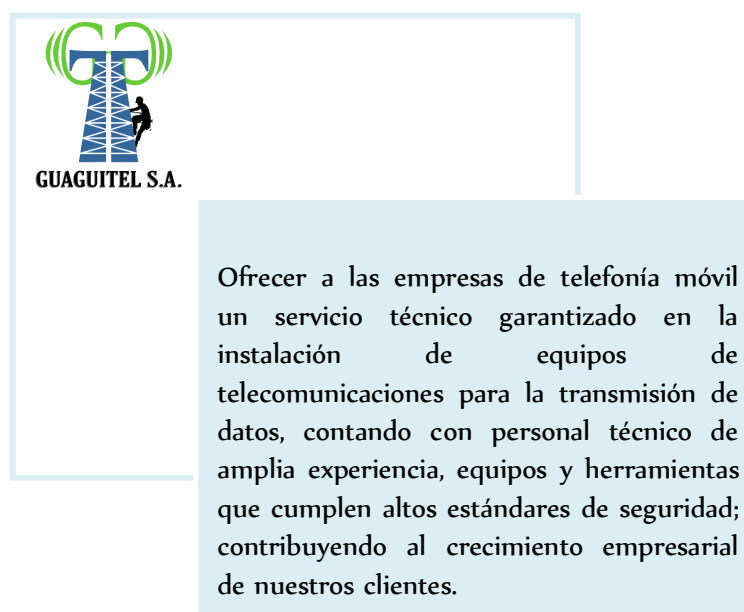 GUAGUITEL S.A.
Ofrecer a las empresas de telefonía móvil
un servicio técnico garantizado en la
instalación de equipos de
telecomunicaciones para la transmisión de
datos, contando con personal técnico de
amplia experiencia, equipos y herramientas
que cumplen altos estándares de seguridad;
contribuyendo al crecimiento empresarial
de nuestros clientes.